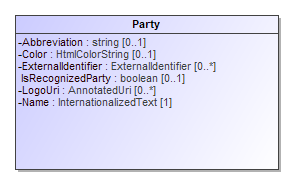 Party
-Abbreviation : string [0..1]
-Color : HtmlColorString [0..1]
-ExternalIdentifier : ExternalIdentifier [0..*]
IsRecognizedParty : boolean [0..1]
-LogoUri : AnnotatedUri [0..*]
-Name : InternationalizedText [1]